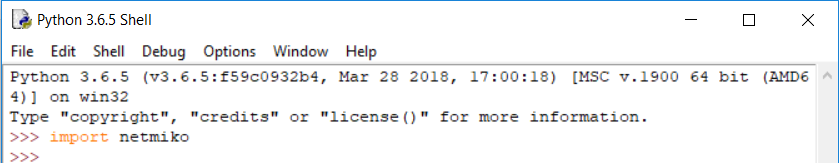 Python 3.6.5 Shell
File Edit Shell Debug Options Window Help
Python 3.6.5 (v3.6.5:f59c0932b4, Mar 28 2018, 17:00:18) [MSC v.1900 64 bit (AMD6
4)] on win32
Type "copyright", "credits" or "license()" for more information.
>>> import netmiko
>>>